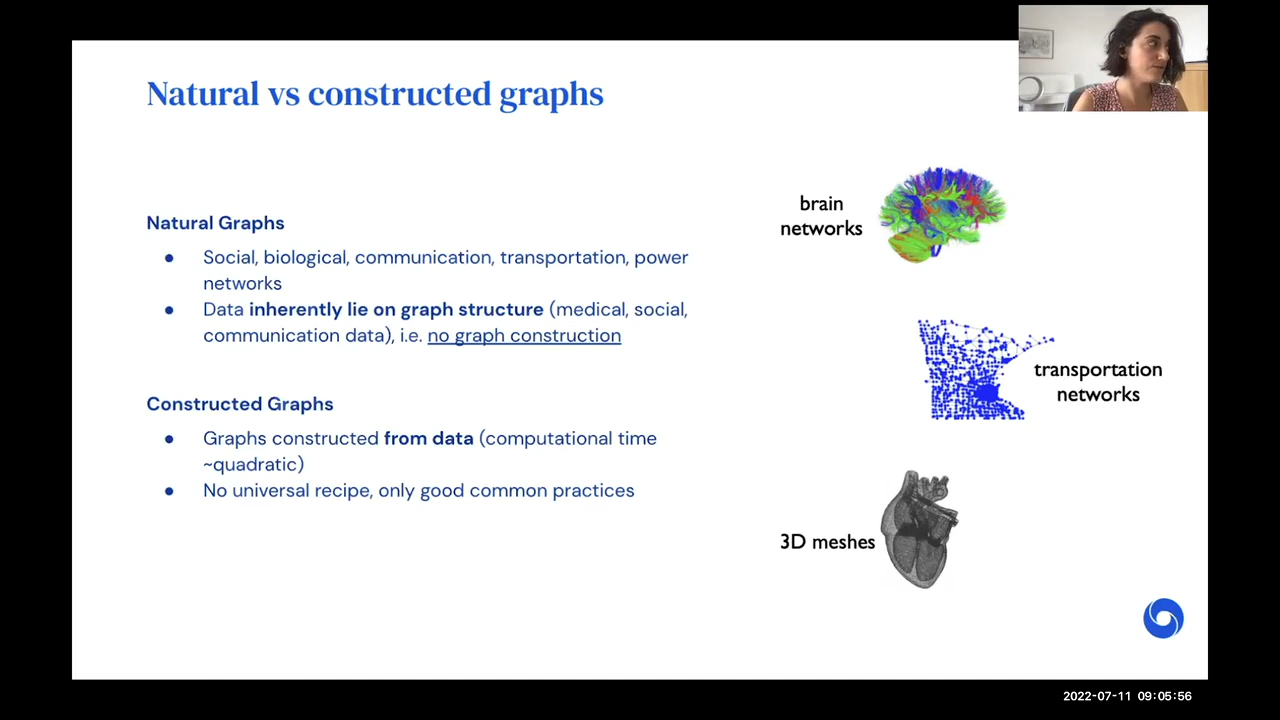 Natural vs constructed graphs
Natural Graphs
● Social, biological, communication, transportation, power
networks
● Data inherently lie on graph structure (medical, social,
communication data), i.e. no graph construction
Constructed Graphs
● Graphs constructed from data (computational time
~quadratic)
● No universal recipe, only good common practices
brain
networks
transportation
networks
3D meshes
2022-07-11 09:05:56